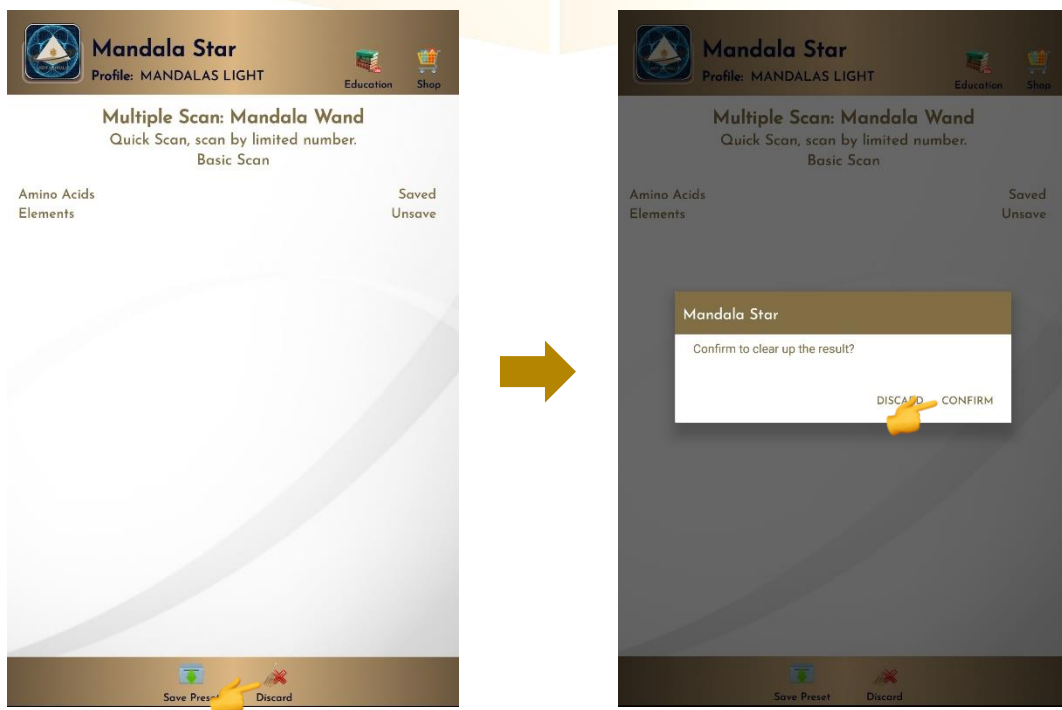 Mandala Star
Profile: MANDALAS LIGHT
Education
Shop
Multiple Scan: Mandala Wand
Quick Scan, scan by limited number.
Basic Scan
Amino Acids Saved
Elements Unsave
Save Preset
Discard
Mandala Star
Profile: MANDALAS LIGHT
Education
Shop
Multiple Scan: Mandala Wand
Quick Scan, scan by limited number.
Basic Scan
Amino Acids Saved
Elements Unsave
Mandala Star
Confirm to clear up the result?
DISCARD CONFIRM
Save Preset
Discard